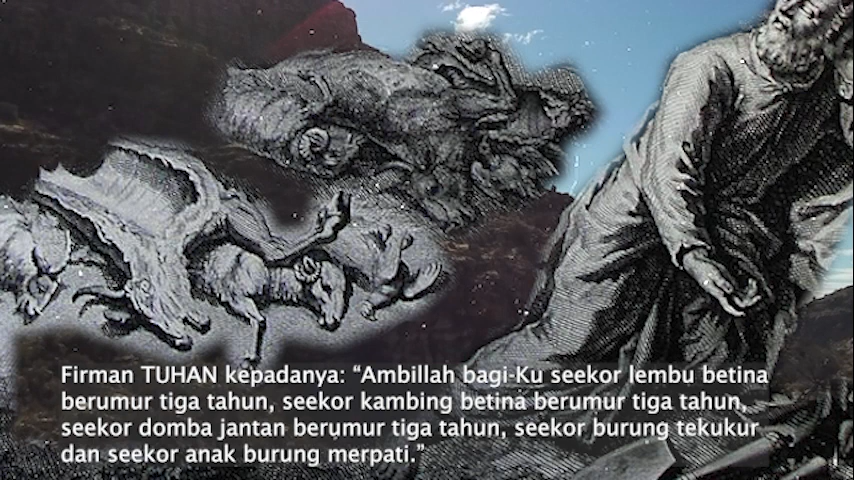 Firman TUHAN kepadanya: “Ambillah bagi-Ku seekor lembu betina
berumur tiga tahun, seekor kambing betina berumur tiga tahun,
seekor domba jantan berumur tiga tahun, seekor burung tekukur
dan seekor anak burung merpati.”